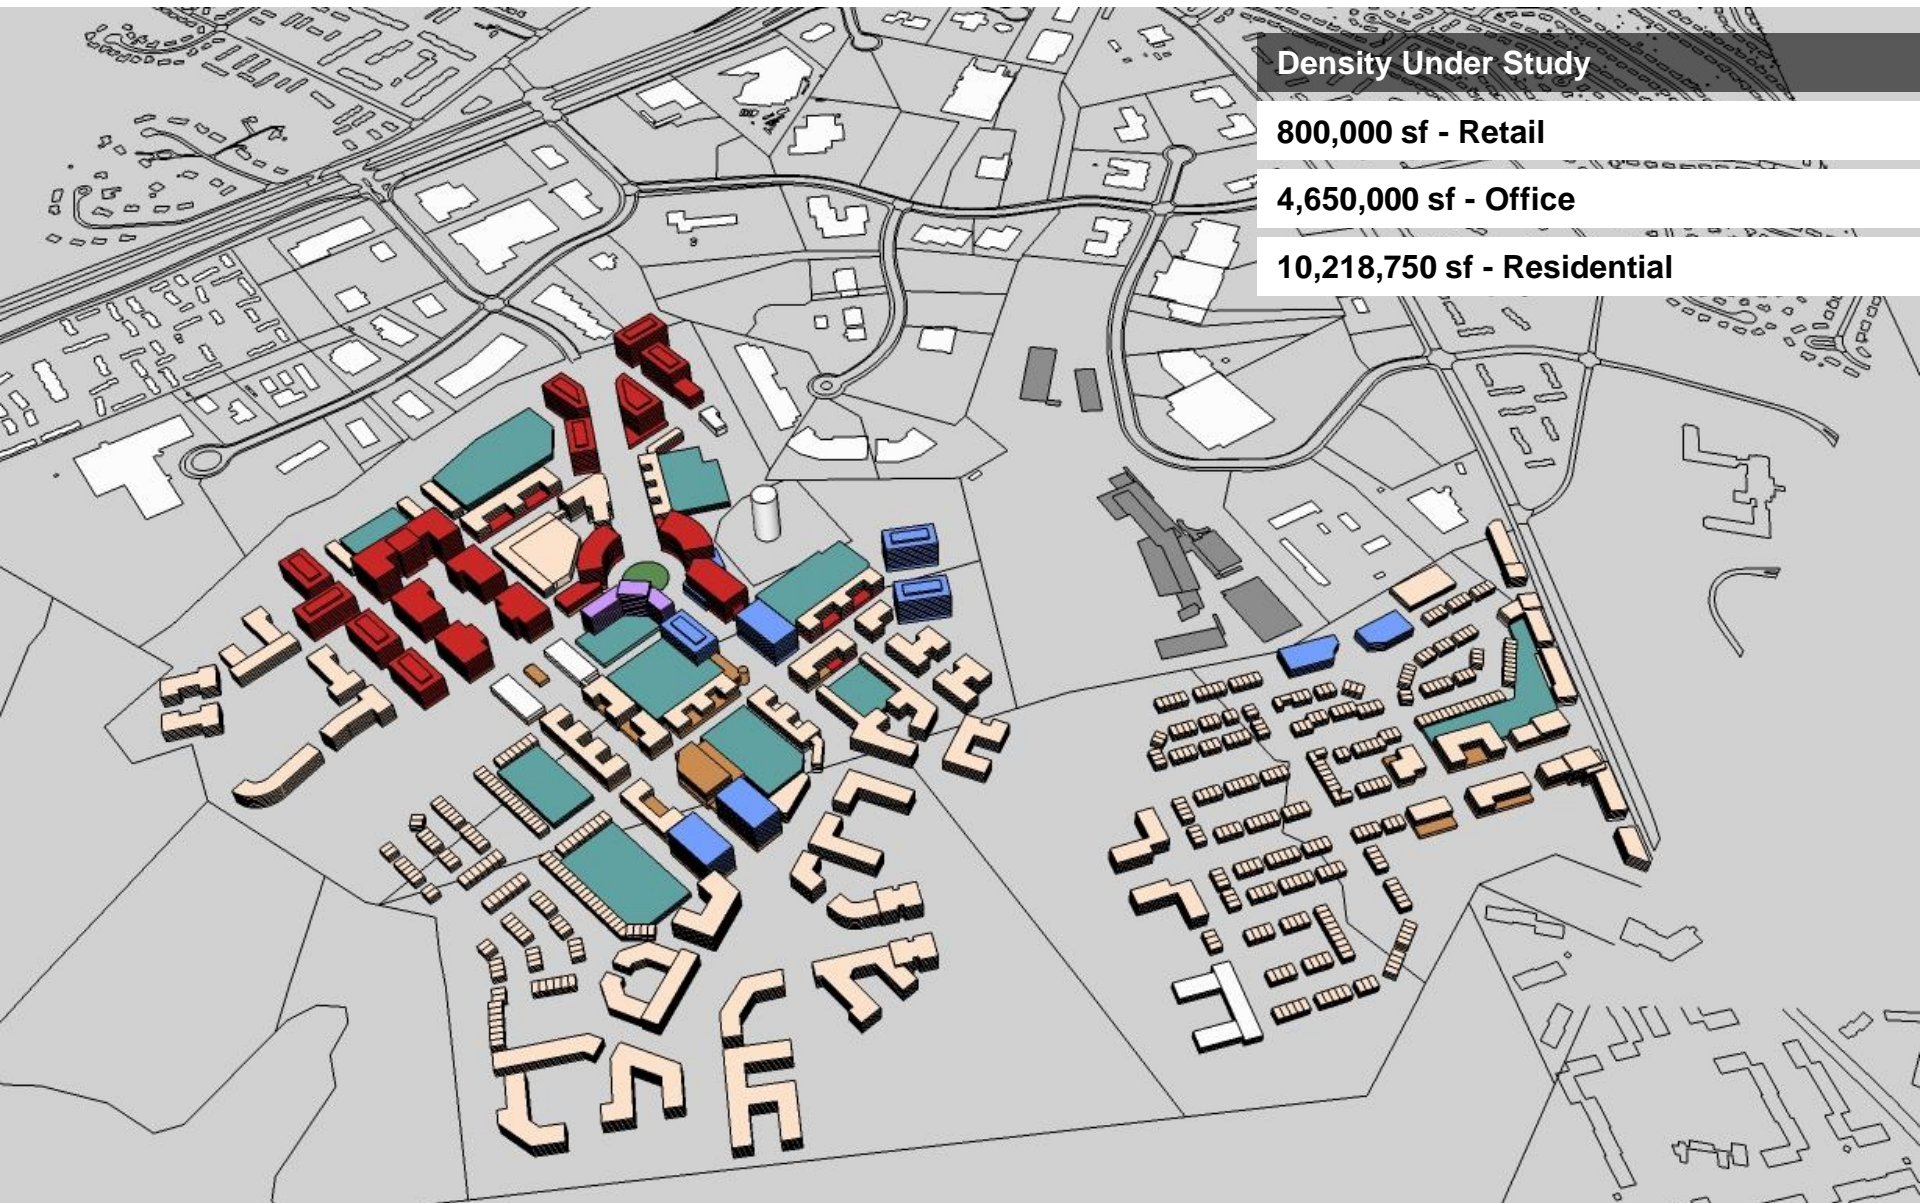 Density Under Study
800,000 sf - Retail
4,650,000 sf - Office
10,218,750 sf - Residential